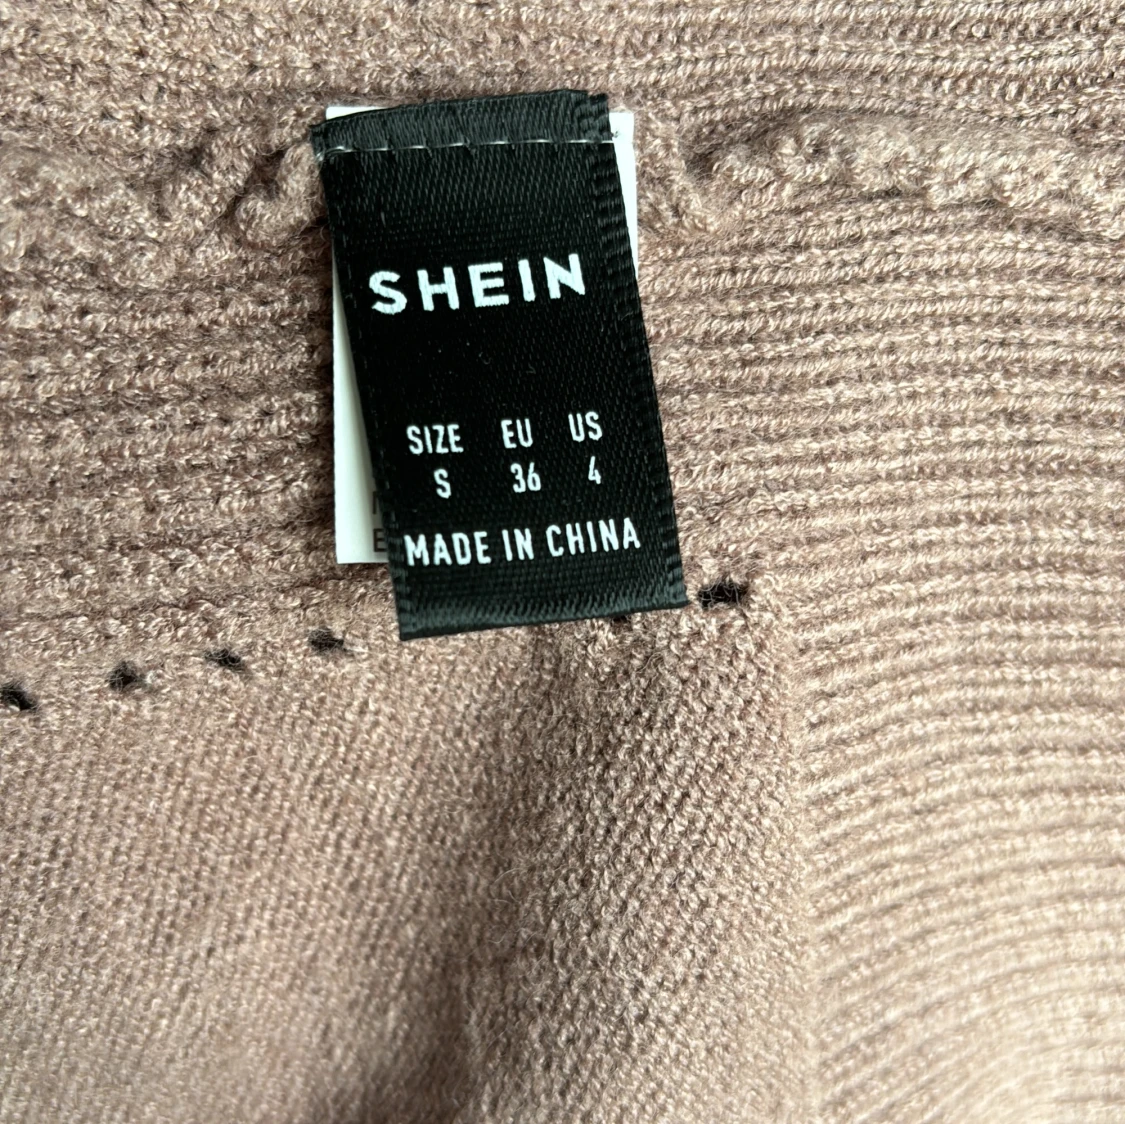 SHEIN
SIZE EU US
S 36 4
MADE IN CHINA